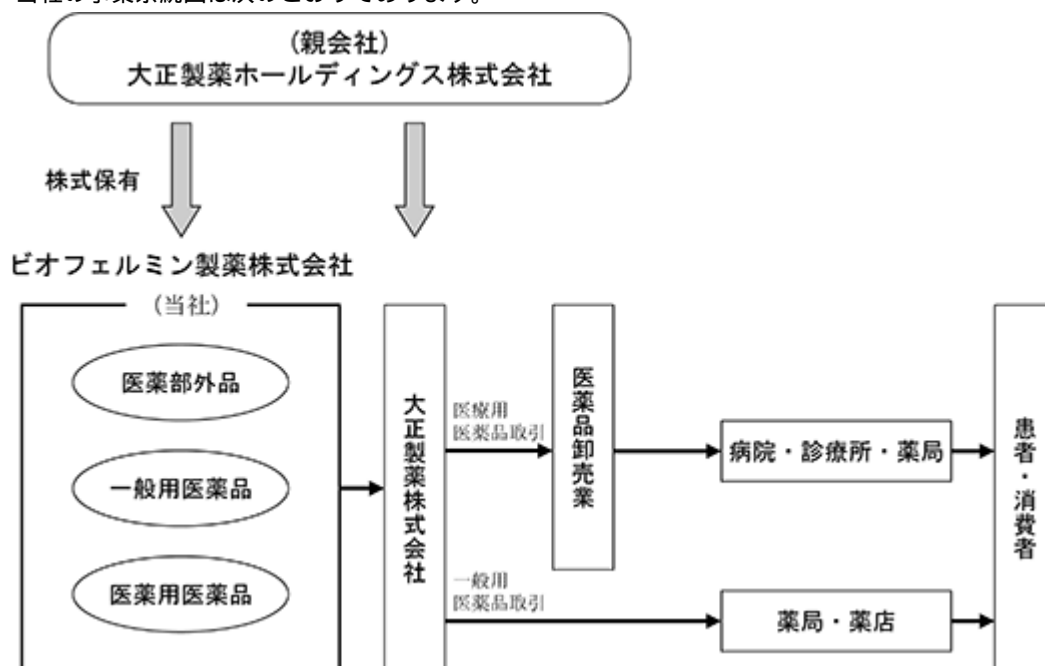 当社の事業系統図は次のとおりであります。
(親会社)
大正製薬ホールディングス株式会社
株式保有
ビオフェルミン製薬株式会社
(当社)
医薬部外品
一般用医薬品
医薬用医薬品
大正製薬株式会社
医療用
医薬品取引
一般用
医薬品取引
医薬品卸売業
病院・診療所・薬局
薬局・薬店
患者・消費者